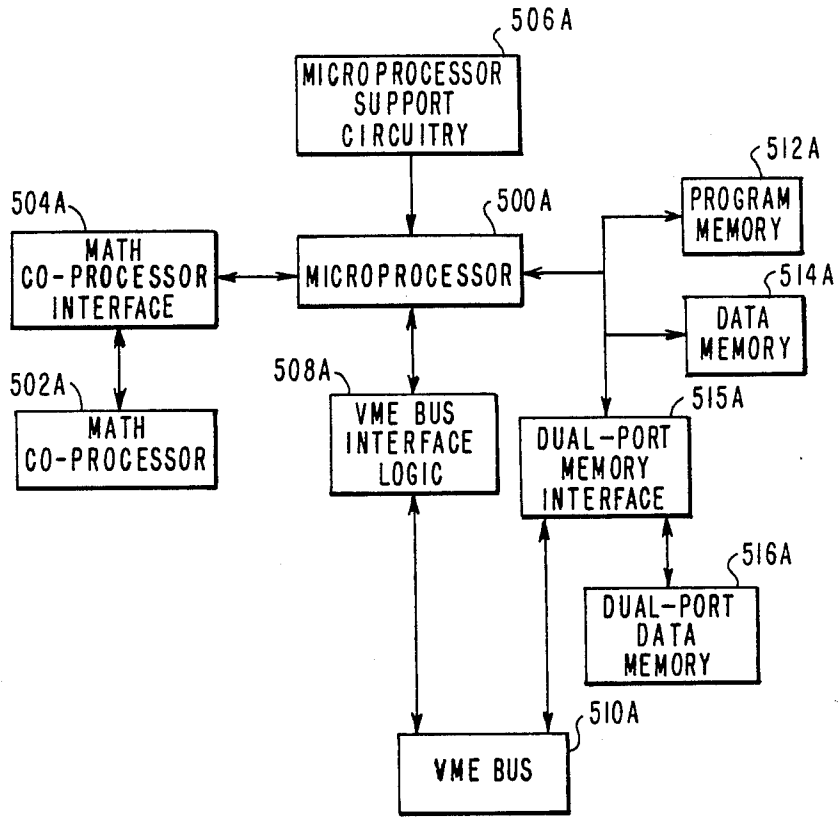 506A
MICROPROCESSOR
SUPPORT
CIRCUITRY
512A
PROGRAM
MEMORY
504A
MATH
CO-PROCESSOR
INTERFACE
500A
MICROPROCESSOR
514A
DATA
MEMORY
502A
MATH
CO-PROCESSOR
508A
VME BUS
INTERFACE
LOGIC
515A
DUAL-PORT
MEMORY
INTERFACE
516A
DUAL-PORT
DATA
MEMORY
510A
VME BUS